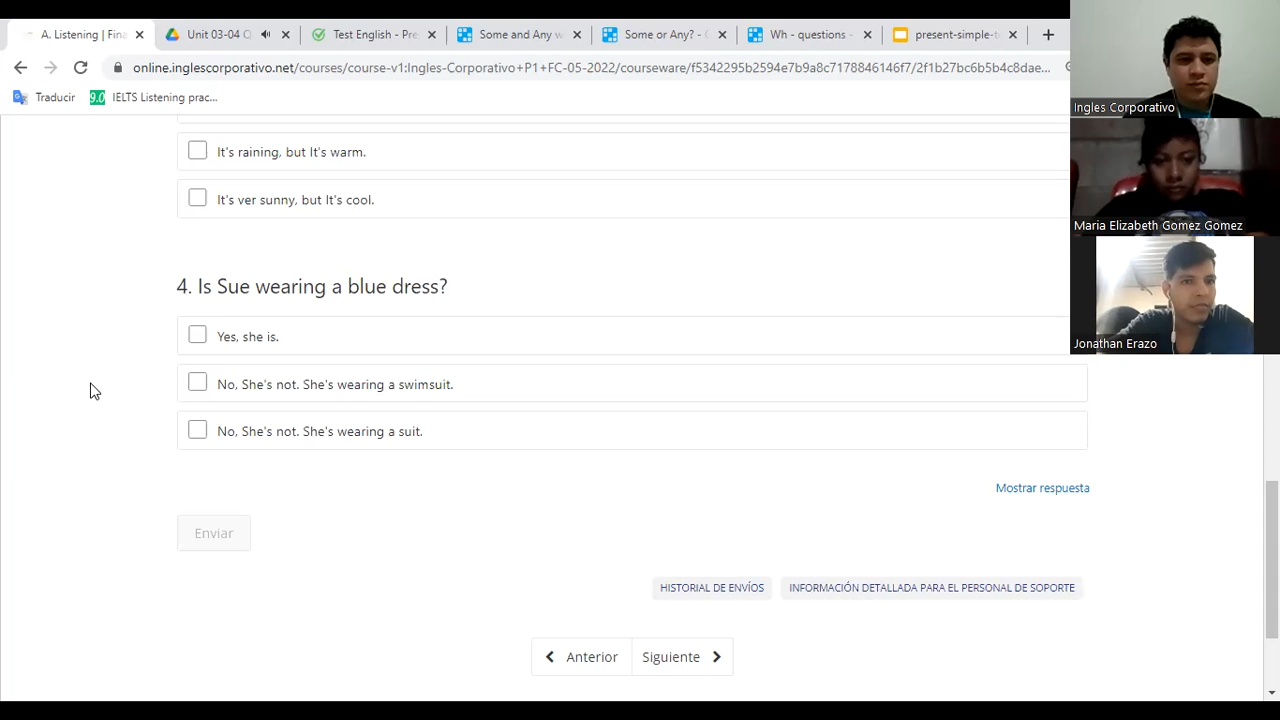 A. Listening | Fina
Unit 03-04 Q
Test English - Pre
Some and Any w
Some or Any? - G
Wh - questions -
present-simple-t
online.inglescorporativo.net/courses/course-v1:Ingles-Corporativo+P1+FC-05-2022/courseware/f5342295b2594e7b9a8c7178846146f7/2f1b27bc6b5b4c8dae...
Traducir
9.0 IELTS Listening prac...
It's raining, but It's warm.
It's ver sunny, but It's cool.
4. Is Sue wearing a blue dress?
Yes, she is.
No, She's not. She's wearing a swimsuit.
No, She's not. She's wearing a suit.
Mostrar respuesta
Enviar
HISTORIAL DE ENVÍOS
INFORMACIÓN DETALLADA PARA EL PERSONAL DE SOPORTE
Anterior
Siguiente
Ingles Corporativo
Maria Elizabeth Gomez Gomez
Jonathan Erazo